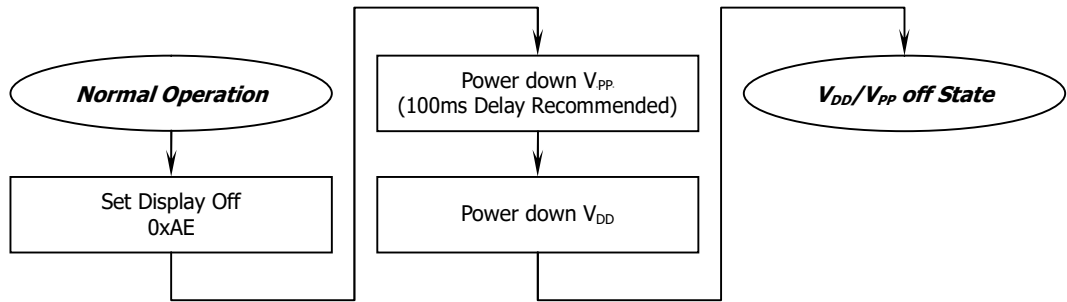 Normal Operation
Set Display Off
0xAE
Power down VPP
(100ms Delay Recommended)
Power down VDD
VDD/VPP off State